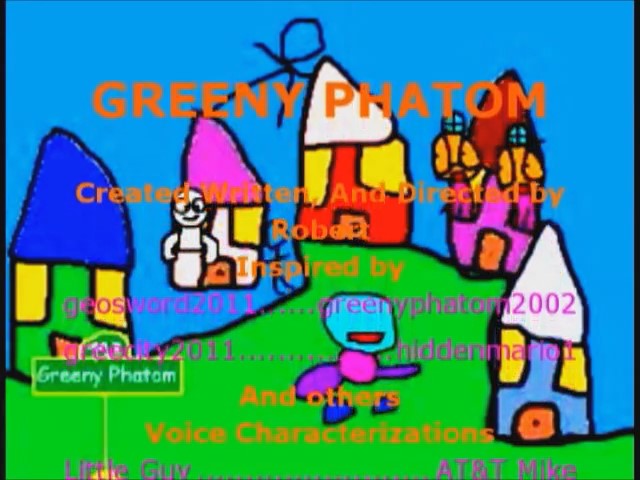 GREENY PHATOM
Created Written, And Directed by
Robert
Inspired by
geosword2011......greenyphatom2002
greocity2011................hiddenmario1
Greeny Phatom
And others
Voice Characterizations
Little Guy............................AT&T Mike